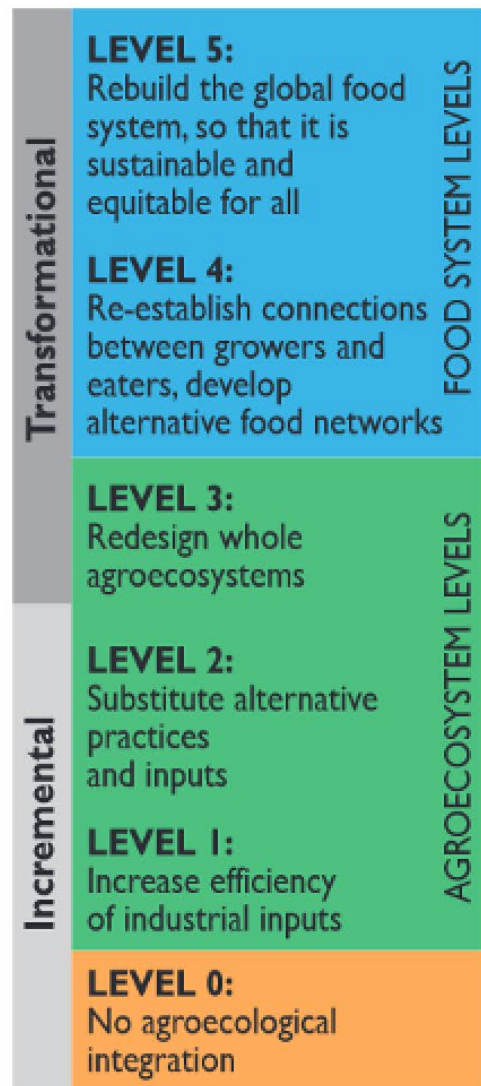 LEVEL 5:
Rebuild the global food
system, so that it is
sustainable and
equitable for all
LEVEL 4:
Re-establish connections
between growers and
eaters, develop
alternative food networks
FOOD SYSTEM LEVELS
Transformational
LEVEL 3:
Redesign whole
agroecosystems
LEVEL 2:
Substitute alternative
practices
and inputs
LEVEL 1:
Increase efficiency
of industrial inputs
AGROECOSYSTEM LEVELS
Incremental
LEVEL 0:
No agroecological
integration